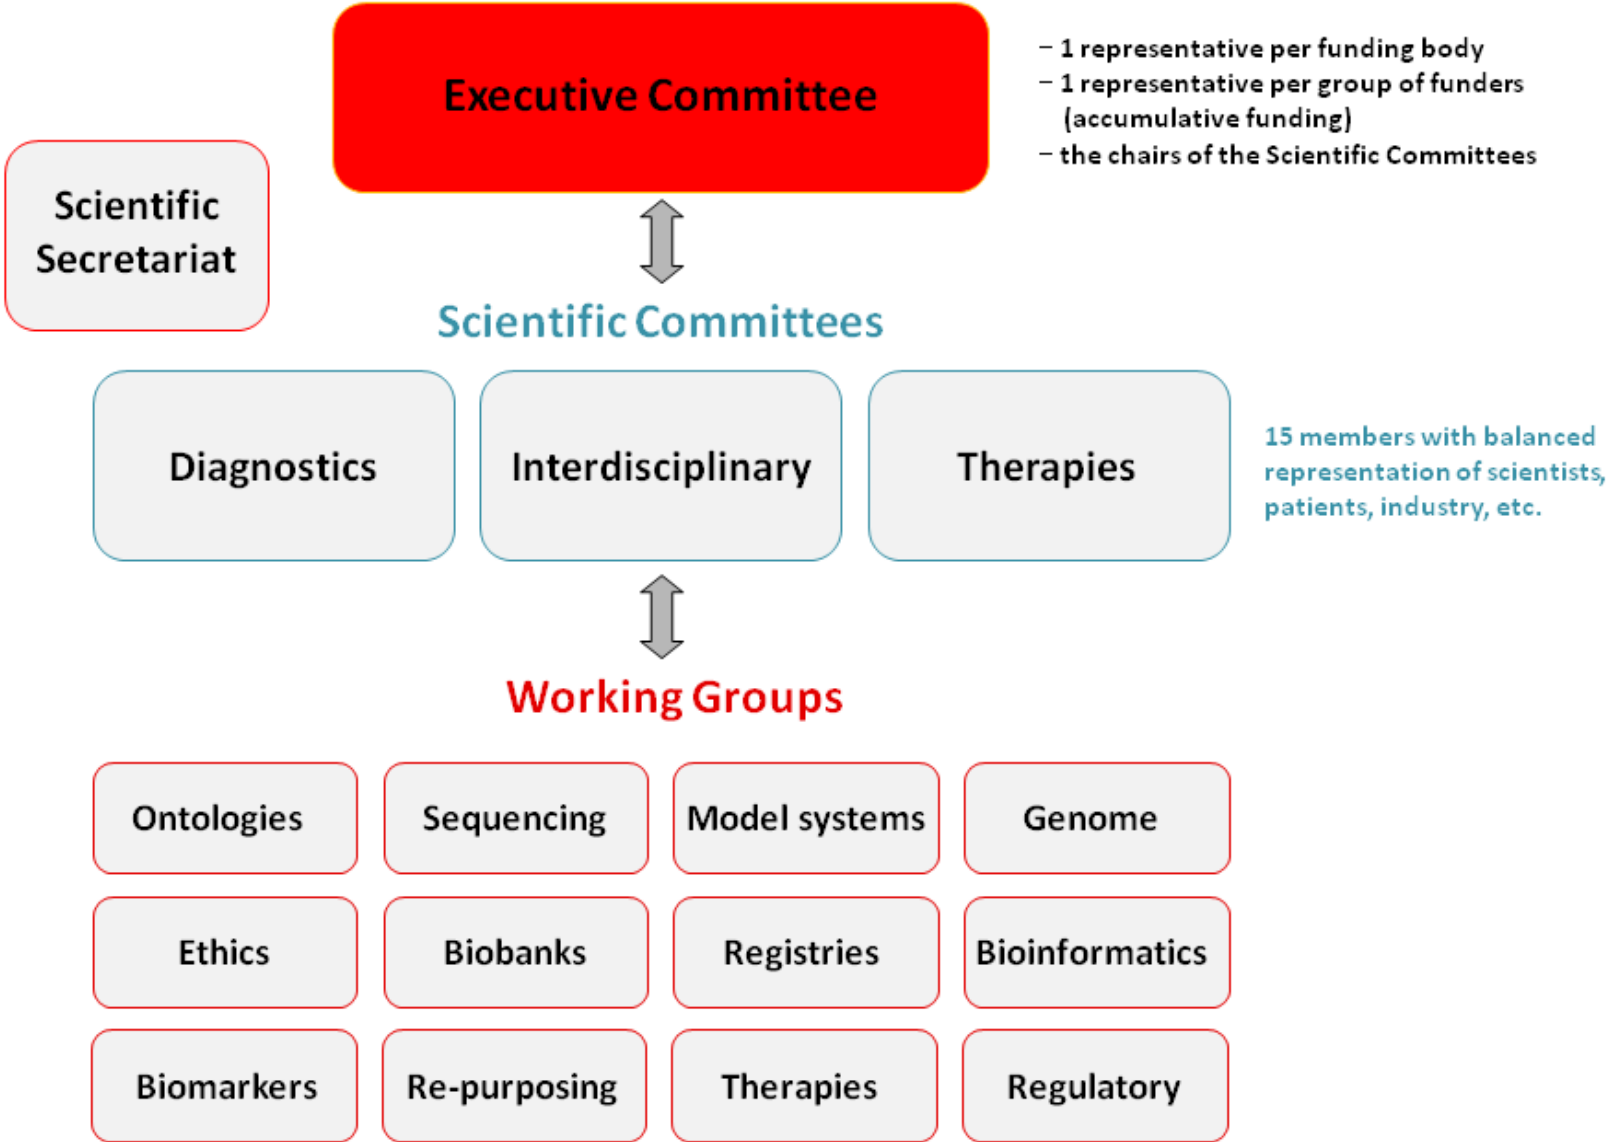 Executive Committee
– 1 representative per funding body
– 1 representative per group of funders
(accumulative funding)
– the chairs of the Scientific Committees
Scientific
Secretariat
Scientific Committees
Diagnostics
Interdisciplinary
Therapies
15 members with balanced
representation of scientists,
patients, industry, etc.
Working Groups
Ontologies
Sequencing
Model systems
Genome
Ethics
Biobanks
Registries
Bioinformatics
Biomarkers
Re-purposing
Therapies
Regulatory